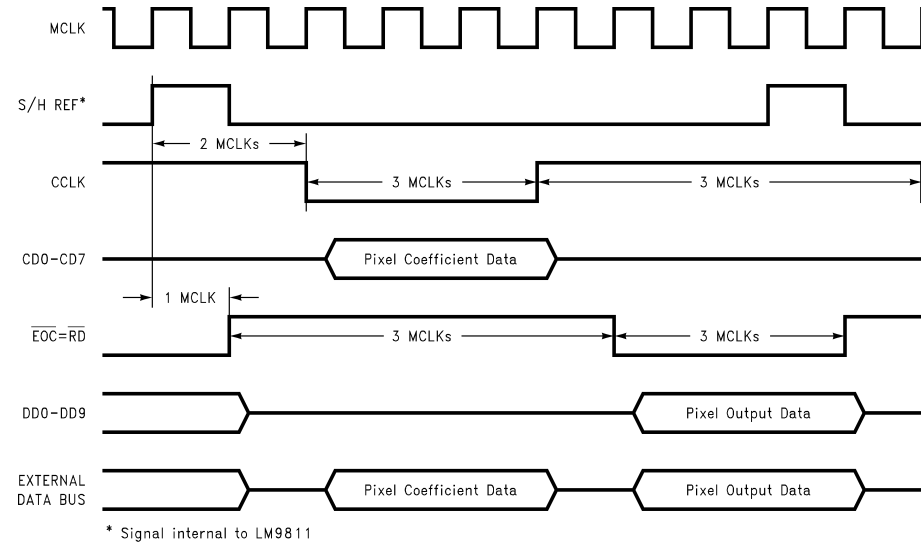 MCLK
S/H REF*
2 MCLKs
CCLK
3 MCLKs
3 MCLKs
CD0-CD7
Pixel Coefficient Data
1 MCLK
EOC=RD
3 MCLKs
3 MCLKs
DD0-DD9
Pixel Output Data
EXTERNAL
DATA BUS
Pixel Coefficient Data
Pixel Output Data
* Signal internal to LM9811